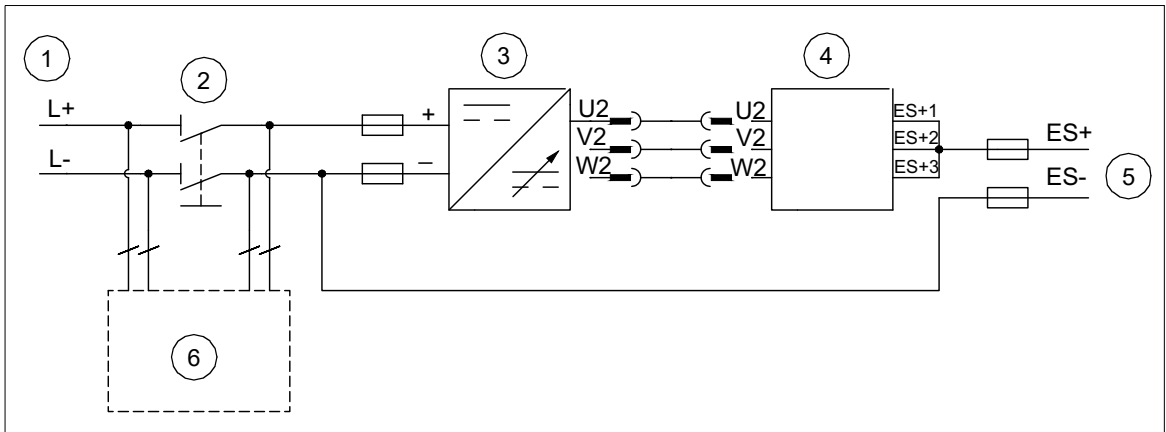 1
2
3
4
L+
L-
+
–
U2
V2
W2
U2
V2
W2
ES+1
ES+2
ES+3
ES+
ES-
5
6